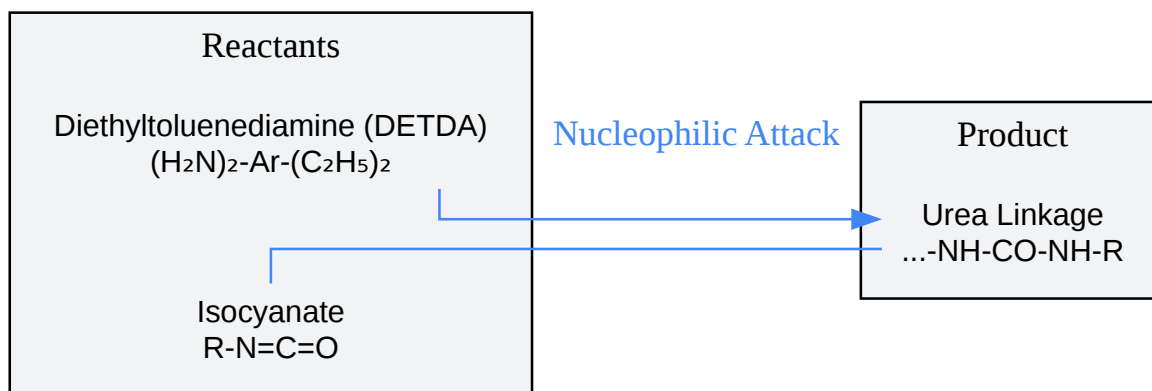 Reactants
Diethyltoluenediamine (DETDA)
(H₂N)₂-Ar-(C₂H₅)₂
Isocyanate
R-N=C=O
Nucleophilic Attack
Product
Urea Linkage
...-NH-CO-NH-R